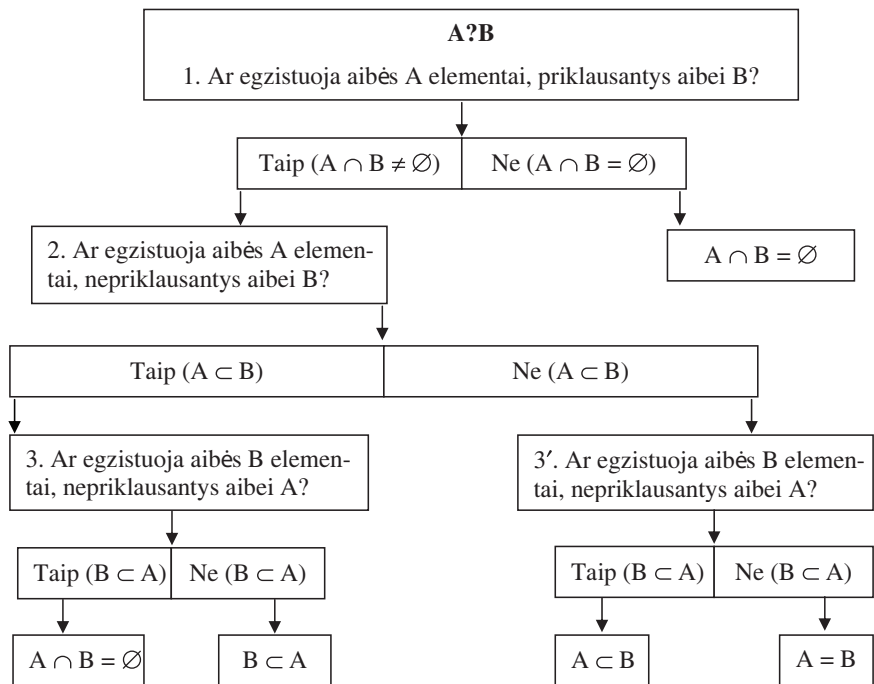 A?B
1. Ar egzistuoja aibės A elementai, priklausantys aibei B?
Taip (A ∩ B ≠ ∅)
Ne (A ∩ B = ∅)
2. Ar egzistuoja aibės A elemen-
tai, nepriklausantys aibei B?
A ∩ B = ∅
Taip (A ⊂ B)
Ne (A ⊂ B)
3. Ar egzistuoja aibės B elemen-
tai, nepriklausantys aibei A?
3′. Ar egzistuoja aibės B elemen-
tai, nepriklausantys aibei A?
Taip (B ⊂ A)
Ne (B ⊂ A)
Taip (B ⊂ A)
Ne (B ⊂ A)
A ∩ B = ∅
B ⊂ A
A ⊂ B
A = B